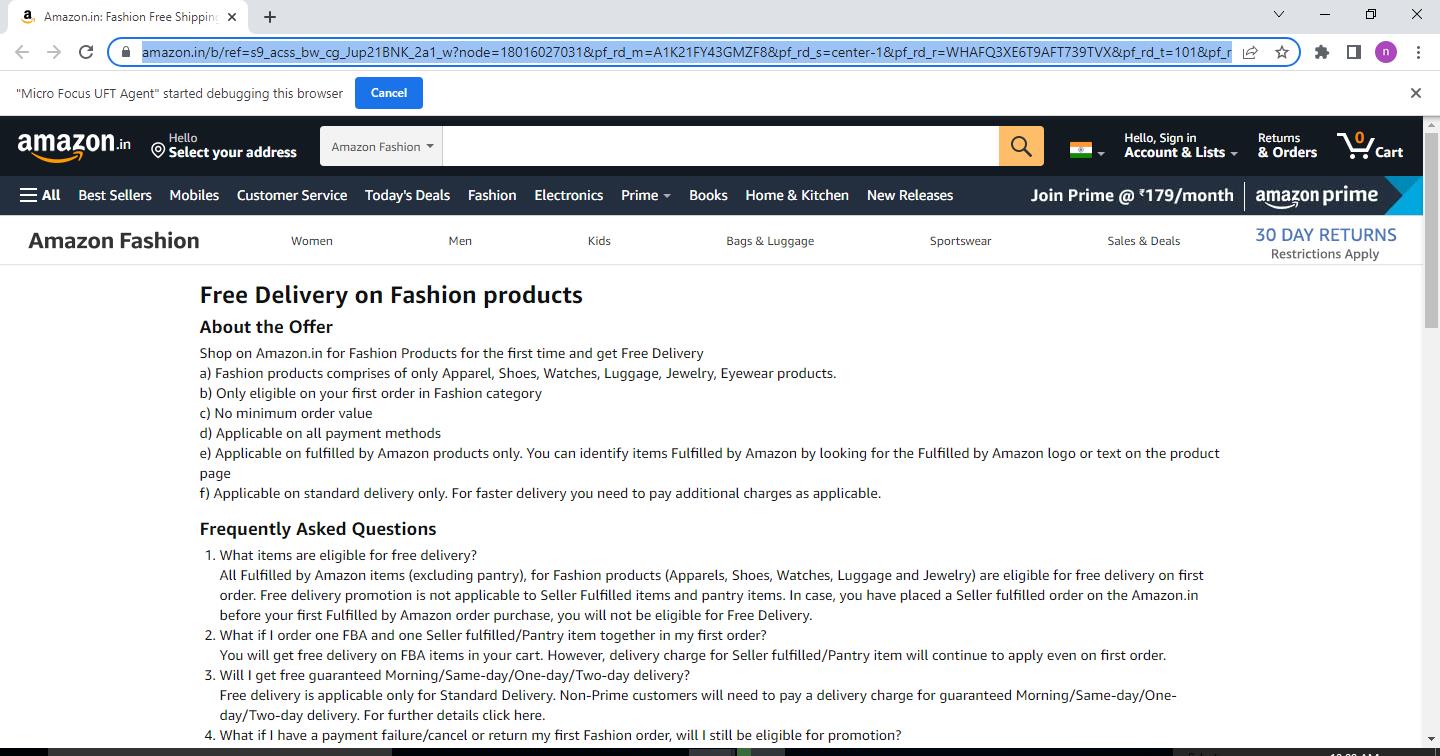 Amazon.in: Fashion Free Shipping
amazon.in/b/ref=s9_acss_bw_cg_Jup21BNK_2a1_w?node=18016027031&pf_rd_m=A1K21FY43GMZF8&pf_rd_s=center-1&pf_rd_r=WHAFQ3XE6T9AFT739TVX&pf_rd_t=101&pf_r
n
"Micro Focus UFT Agent" started debugging this browser Cancel
amazon.in
Hello
Select your address
Amazon Fashion
Hello, Sign in
Account & Lists
Returns
& Orders
0
Cart
All Best Sellers Mobiles Customer Service Today's Deals Fashion Electronics Prime Books Home & Kitchen New Releases Join Prime @ ₹179/month amazon prime
Amazon Fashion Women Men Kids Bags & Luggage Sportswear Sales & Deals
30 DAY RETURNS
Restrictions Apply
Free Delivery on Fashion products
About the Offer
Shop on Amazon.in for Fashion Products for the first time and get Free Delivery
a) Fashion products comprises of only Apparel, Shoes, Watches, Luggage, Jewelry, Eyewear products.
b) Only eligible on your first order in Fashion category
c) No minimum order value
d) Applicable on all payment methods
e) Applicable on fulfilled by Amazon products only. You can identify items Fulfilled by Amazon by looking for the Fulfilled by Amazon logo or text on the product
page
f) Applicable on standard delivery only. For faster delivery you need to pay additional charges as applicable.
Frequently Asked Questions
1. What items are eligible for free delivery?
All Fulfilled by Amazon items (excluding pantry), for Fashion products (Apparels, Shoes, Watches, Luggage and Jewelry) are eligible for free delivery on first
order. Free delivery promotion is not applicable to Seller Fulfilled items and pantry items. In case, you have placed a Seller fulfilled order on the Amazon.in
before your first Fulfilled by Amazon order purchase, you will not be eligible for Free Delivery.
2. What if I order one FBA and one Seller fulfilled/Pantry item together in my first order?
You will get free delivery on FBA items in your cart. However, delivery charge for Seller fulfilled/Pantry item will continue to apply even on first order.
3. Will I get free guaranteed Morning/Same-day/One-day/Two-day delivery?
Free delivery is applicable only for Standard Delivery. Non-Prime customers will need to pay a delivery charge for guaranteed Morning/Same-day/One-
day/Two-day delivery. For further details click here.
4. What if I have a payment failure/cancel or return my first Fashion order, will I still be eligible for promotion?